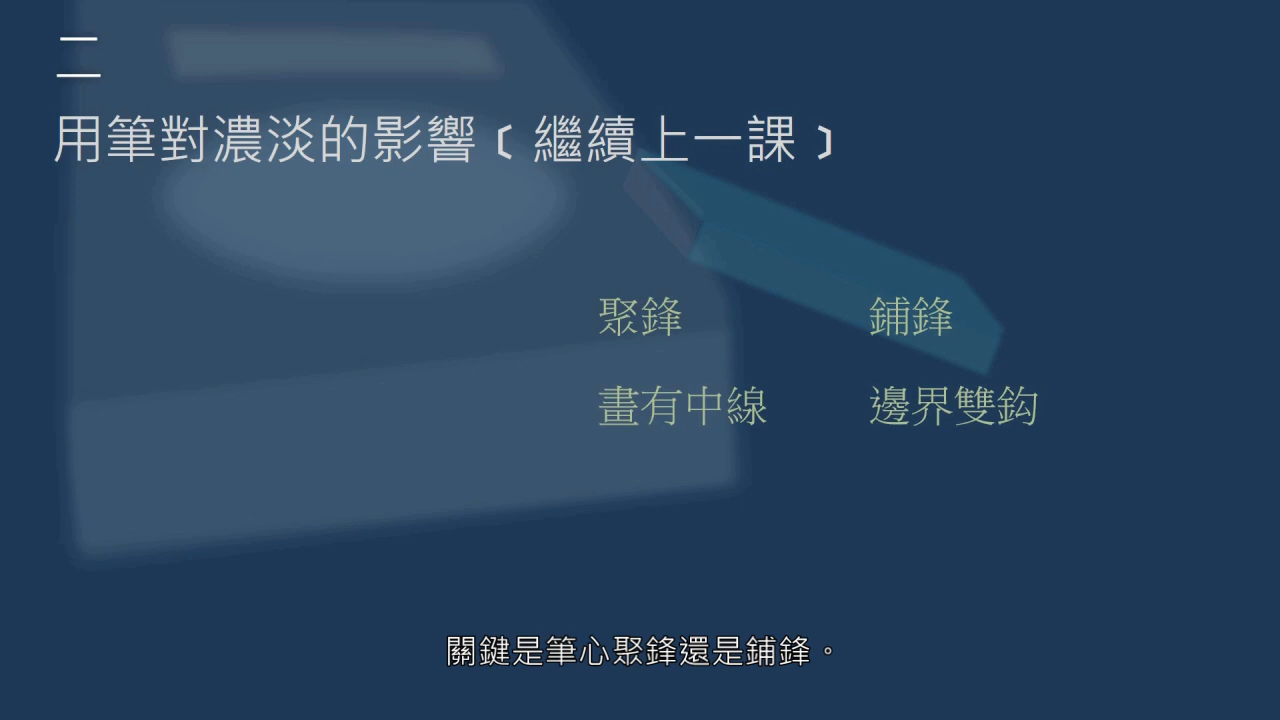 二
用筆對濃淡的影響﹝繼續上一課﹞
聚鋒 鋪鋒
畫有中線 邊界雙鈎
關鍵是筆心聚鋒還是鋪鋒。